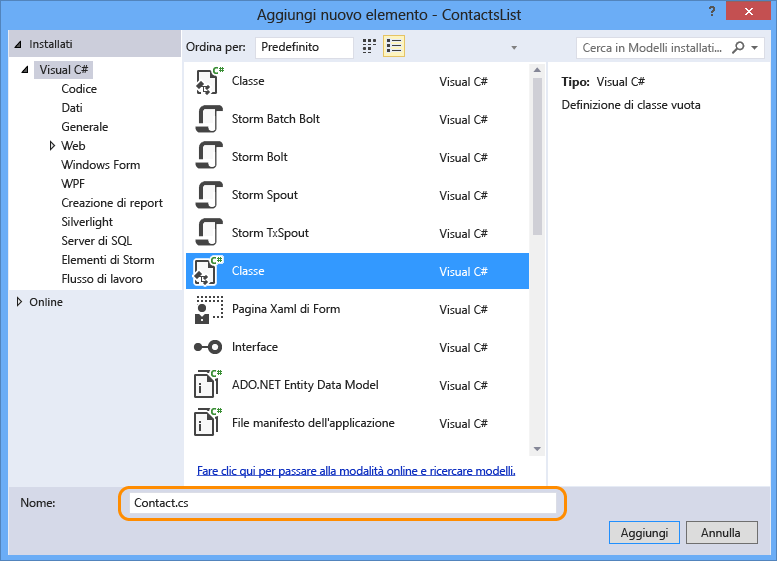 Aggiungi nuovo elemento - ContactsList
?
Installati
Ordina per: Predefinito
Cerca in Modelli installati...
Visual C#
Codice
Dati
Generale
Web
Windows Form
WPF
Creazione di report
Silverlight
Server di SQL
Elementi di Storm
Flusso di lavoro
Online
C# Classe Visual C#
Storm Batch Bolt Visual C#
Storm Bolt Visual C#
Storm Spout Visual C#
Storm TxSpout Visual C#
C# Classe Visual C#
Pagina Xaml di Form Visual C#
Interface Visual C#
C# ADO.NET Entity Data Model Visual C#
C# File manifesto dell'applicazione Visual C#
Fare clic qui per passare alla modalità online e ricercare modelli.
Tipo: Visual C#
Definizione di classe vuota
Nome: Contact.cs
Aggiungi Annulla